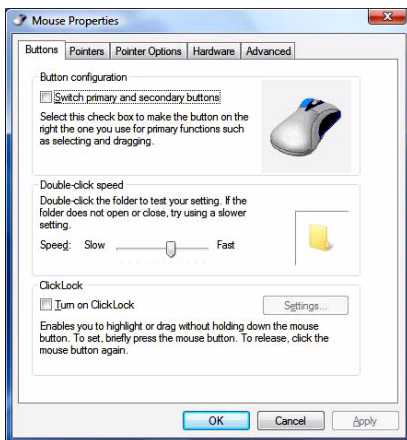 Mouse Properties
Buttons Pointers Pointer Options Hardware Advanced
Button configuration
Switch primary and secondary buttons
Select this check box to make the button on the
right the one you use for primary functions such
as selecting and dragging.
Double-click speed
Double-click the folder to test your setting. If the
folder does not open or close, try using a slower
setting.
Speed: Slow Fast
ClickLock
Turn on ClickLock
Settings...
Enables you to highlight or drag without holding down the mouse
button. To set, briefly press the mouse button. To release, click the
mouse button again.
OK Cancel Apply